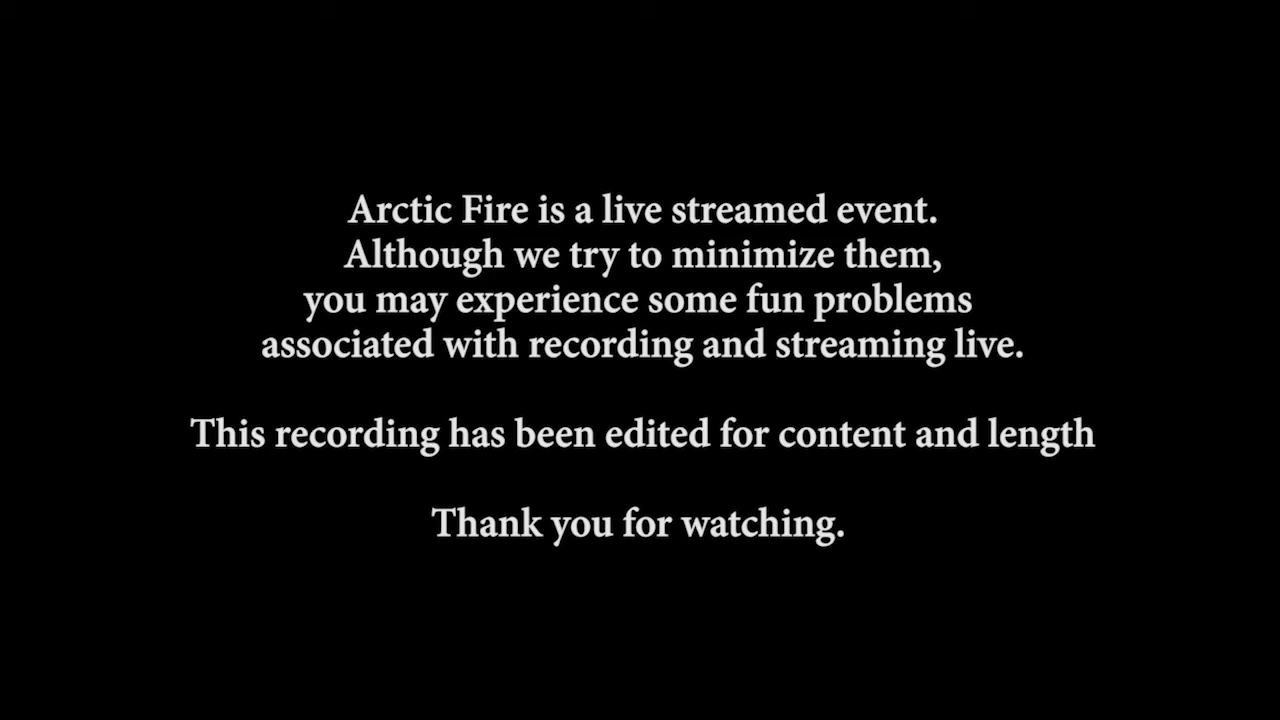 Arctic Fire is a live streamed event.
Although we try to minimize them,
you may experience some fun problems
associated with recording and streaming live.
This recording has been edited for content and length
Thank you for watching.